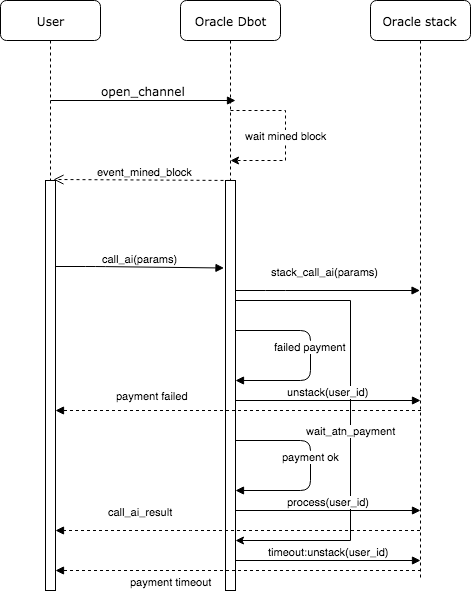 User
Oracle Dbot
Oracle stack
open_channel
wait mined block
event_mined_block
call_ai(params)
stack_call_ai(params)
failed payment
unstack(user_id)
payment failed
wait_atn_payment
payment ok
process(user_id)
call_ai_result
timeout:unstack(user_id)
payment timeout